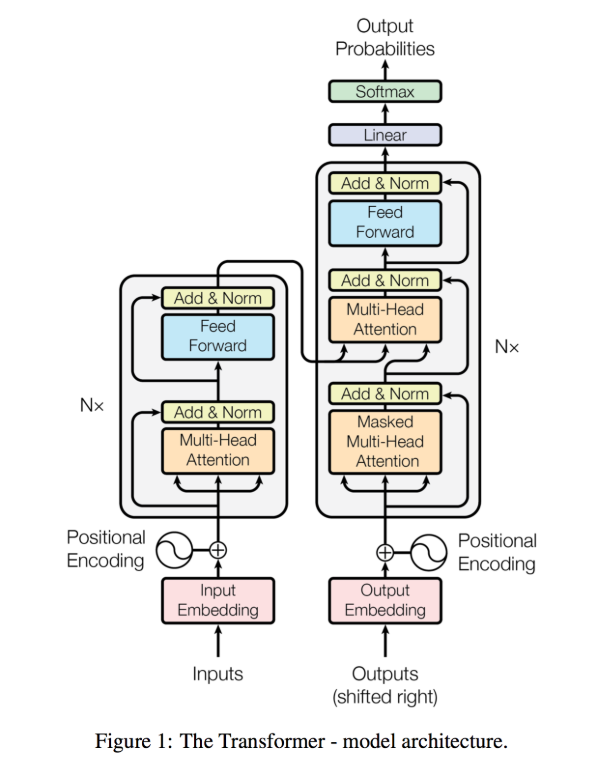 Output
Probabilities
Softmax
Linear
Add & Norm
Feed
Forward
Add & Norm
Multi-Head
Attention
Nx
Add & Norm
Masked
Multi-Head
Attention
Add & Norm
Feed
Forward
Nx
Add & Norm
Multi-Head
Attention
Positional
Encoding
Positional
Encoding
Input
Embedding
Output
Embedding
Inputs
Outputs
(shifted right)
Figure 1: The Transformer - model architecture.